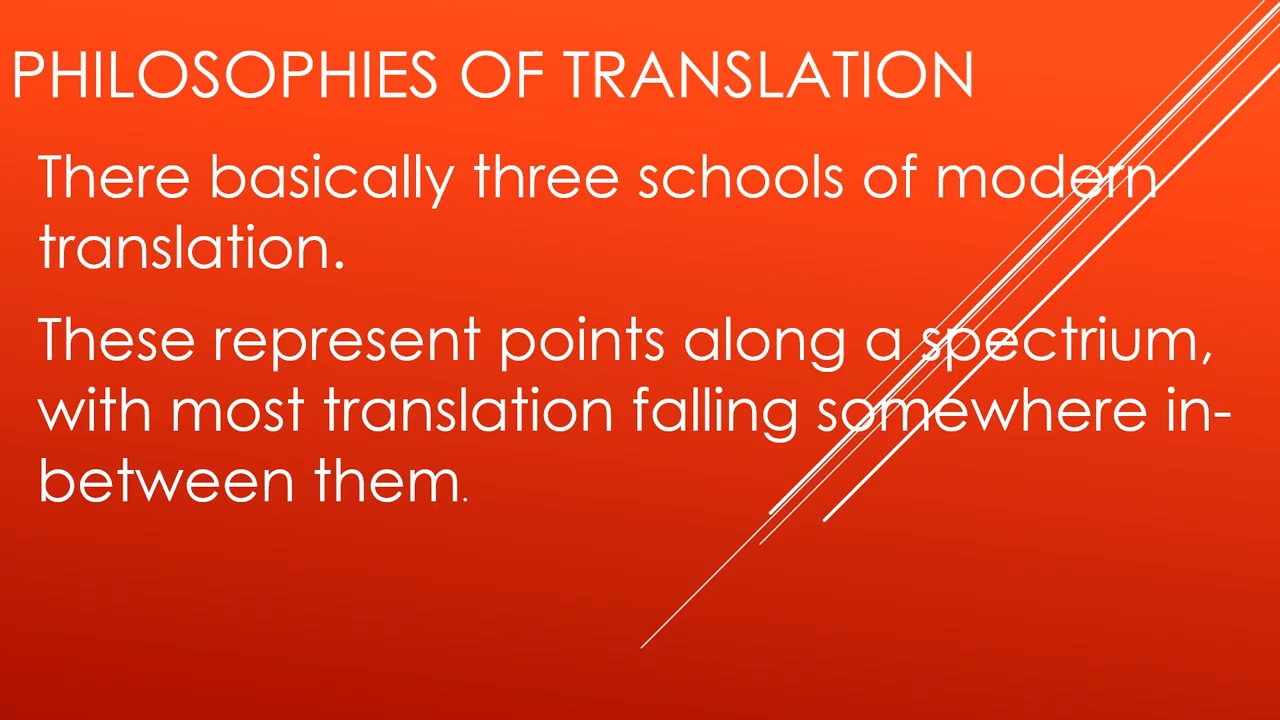 PHILOSOPHIES OF TRANSLATION
There basically three schools of modern
translation.
These represent points along a spectrium,
with most translation falling somewhere in-
between them.